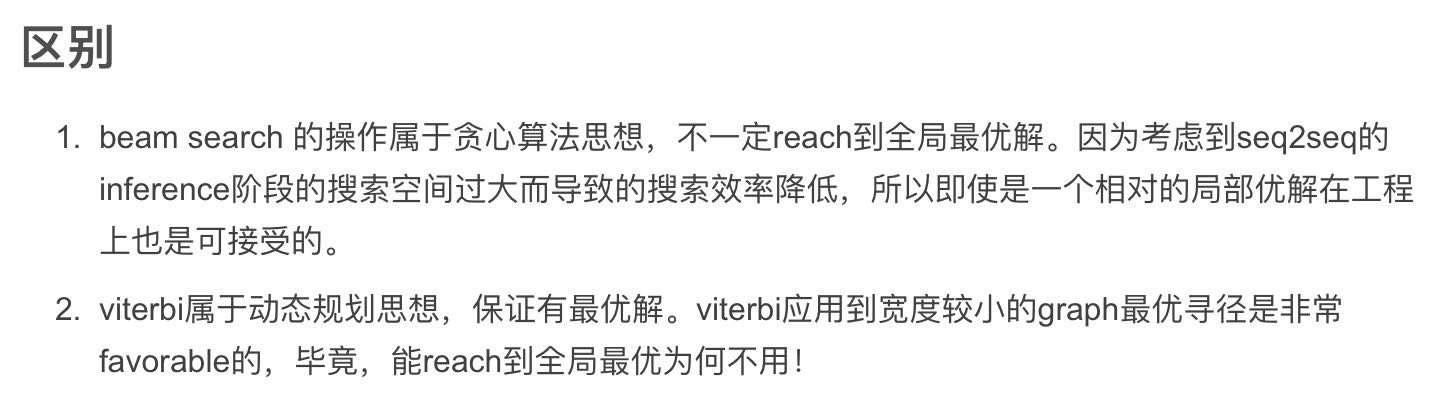 区别
1. beam search 的操作属于贪心算法思想，不一定reach到全局最优解。因为考虑到seq2seq的
inference阶段的搜索空间过大而导致的搜索效率降低，所以即使是一个相对的局部优解在工程
上也是可接受的。
2. viterbi属于动态规划思想，保证有最优解。viterbi应用到宽度较小的graph最优寻径是非常
favorable的，毕竟，能reach到全局最优为何不用！